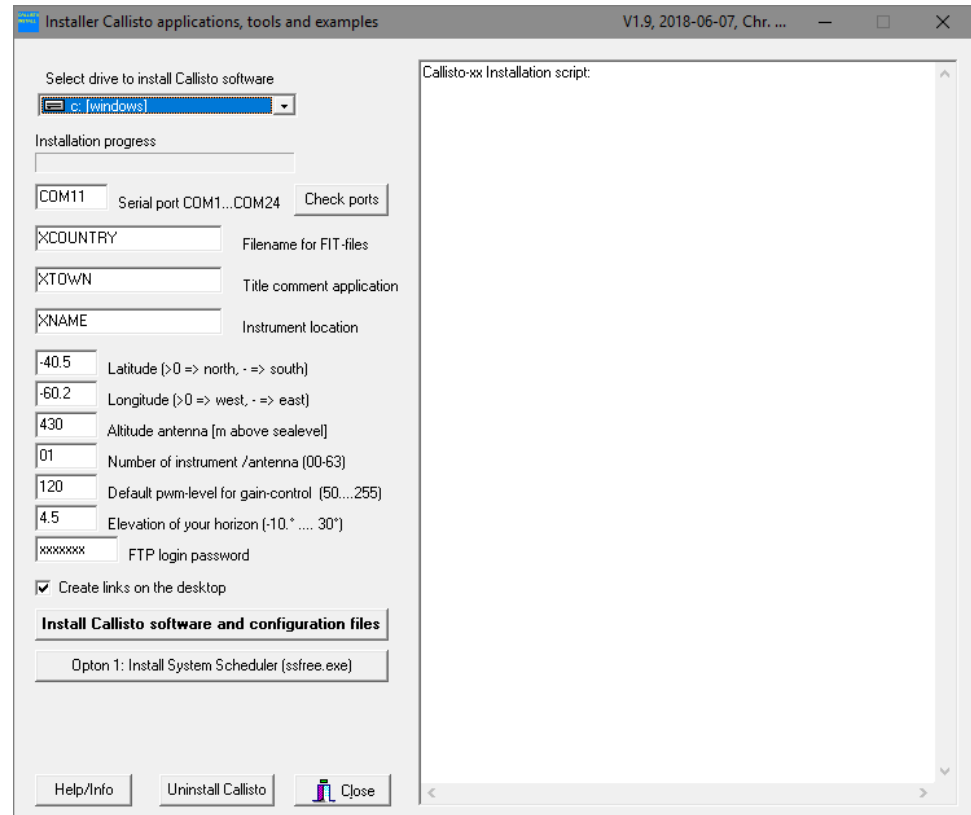 Installer Callisto applications, tools and examples V1.9, 2018-06-07, Chr. ...
Select drive to install Callisto software
c: [windows]
Installation progress
COM11 Serial port COM1...COM24 Check ports
XCOUNTRY Filename for FIT-files
XTOWN Title comment application
XNAME Instrument location
-40.5 Latitude (>0 => north, - => south)
-60.2 Longitude (>0 => west, - => east)
430 Altitude antenna [m above sealevel]
01 Number of instrument /antenna (00-63)
120 Default pwm-level for gain-control (50....255)
4.5 Elevation of your horizon (-10.° .... 30°)
xxxxxxx FTP login password
Create links on the desktop
Install Callisto software and configuration files
Opton 1: Install System Scheduler (ssfree.exe)
Help/Info Uninstall Callisto Close
Callisto-xx Installation script: